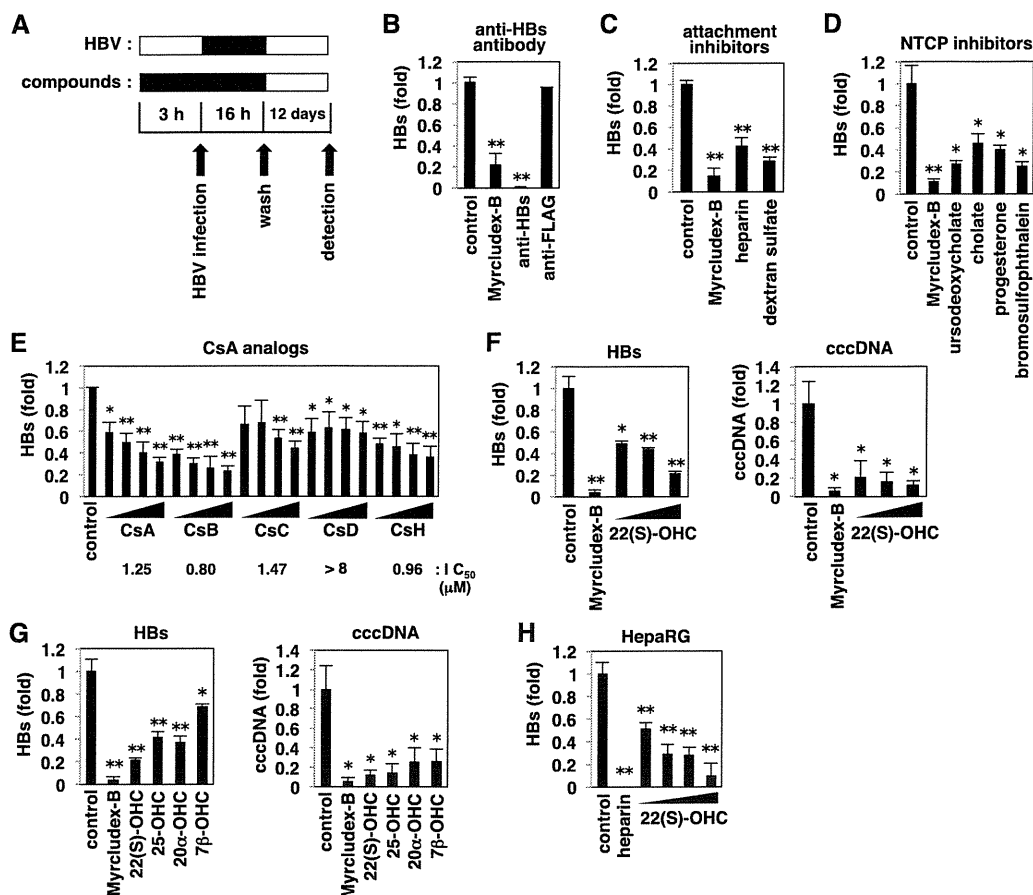 A
HBV :
compounds :
3 h
16 h
12 days
HBV infection
wash
detection
B
anti-HBs
antibody
HBs (fold)
1.2
1
0.8
0.6
0.4
0.2
0
**
**
control
Myrcludex-B
anti-HBs
anti-FLAG
C
attachment
inhibitors
HBs (fold)
1.2
1
0.8
0.6
0.4
0.2
0
**
**
**
control
Myrcludex-B
heparin
dextran sulfate
D
NTCP inhibitors
HBs (fold)
1.2
1
0.8
0.6
0.4
0.2
0
**
*
*
*
*
control
Myrcludex-B
ursodeoxycholate
cholate
progesterone
bromosulfophthalein
E
CsA analogs
HBs (fold)
1.2
1
0.8
0.6
0.4
0.2
0
* ** ** ** ** ** ** ** ** ** * * * * ** * ** **
control
CsA CsB CsC CsD CsH
1.25 0.80 1.47 > 8 0.96 : I C50
(μM)
F
HBs
HBs (fold)
1.2
1
0.8
0.6
0.4
0.2
0
**
*
**
**
control
Myrcludex-B
22(S)-OHC
cccDNA
cccDNA (fold)
1.4
1.2
1
0.8
0.6
0.4
0.2
0
*
*
*
*
control
Myrcludex-B
22(S)-OHC
G
HBs
HBs (fold)
1.2
1
0.8
0.6
0.4
0.2
0
**
**
**
**
*
control
Myrcludex-B
22(S)-OHC
25-OHC
20α-OHC
7β-OHC
cccDNA
cccDNA (fold)
1.4
1.2
1
0.8
0.6
0.4
0.2
0
*
*
*
*
*
control
Myrcludex-B
22(S)-OHC
25-OHC
20α-OHC
7β-OHC
H
HepaRG
HBs (fold)
1.2
1
0.8
0.6
0.4
0.2
0
**
**
**
**
**
control
heparin
22(S)-OHC